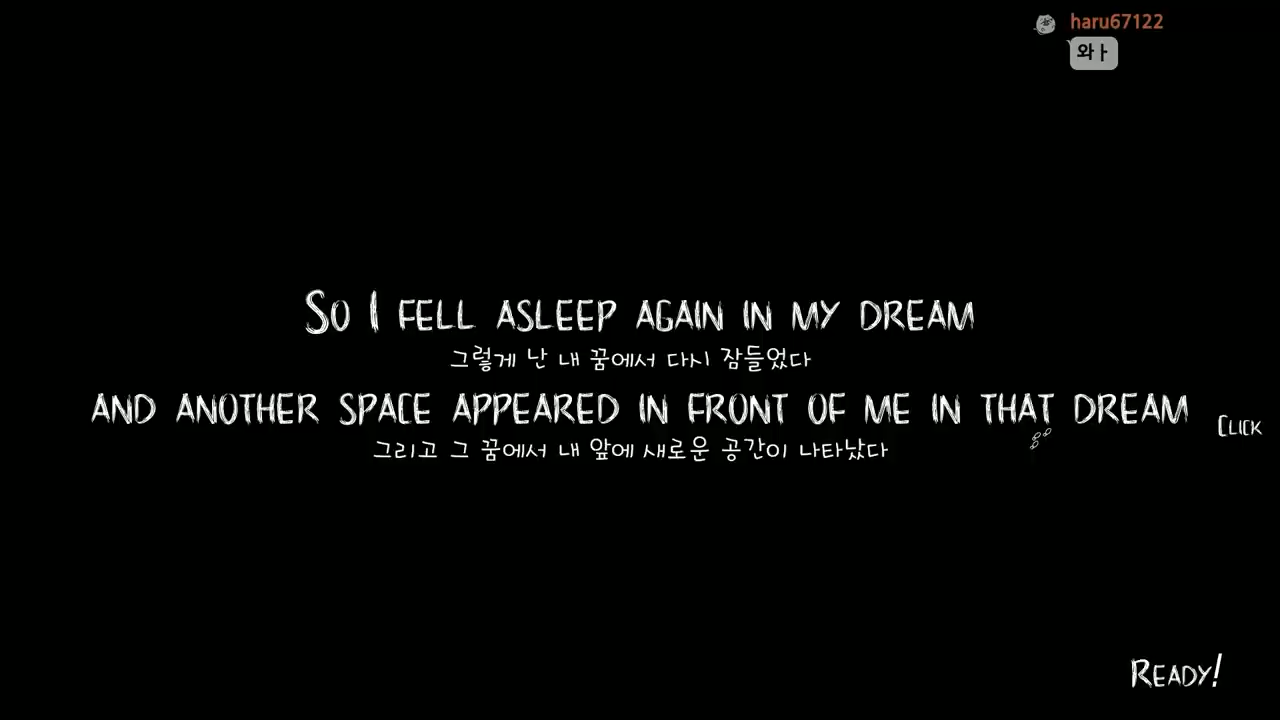 haru67122
와ㅏ
So I fell asleep again in my dream
그렇게 난 내 꿈에서 다시 잠들었다
and another space appeared in front of me in that dream
Click
그리고 그 꿈에서 내 앞에 새로운 공간이 나타났다
Ready!